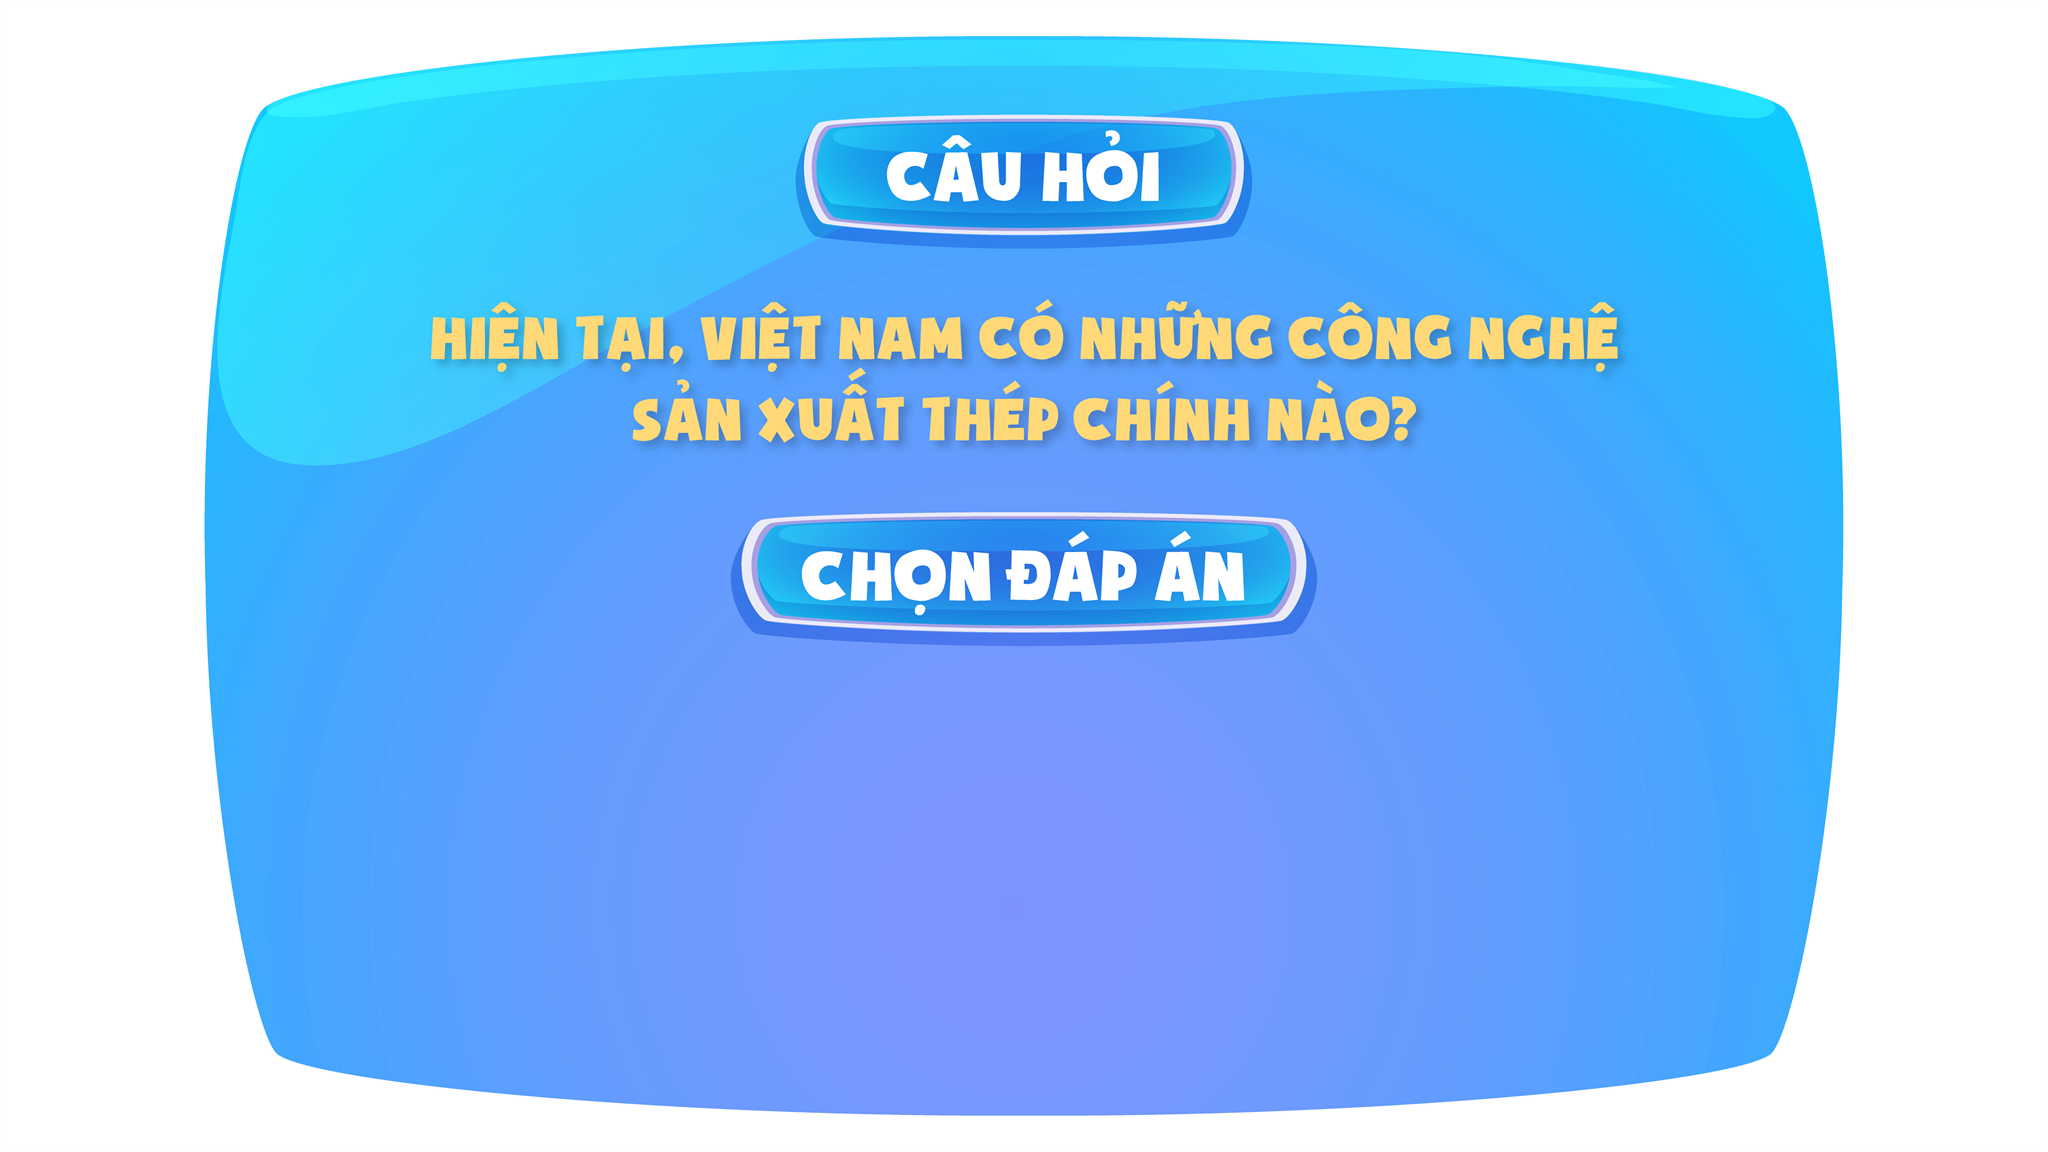 CÂU HỎI
HIỆN TẠI, VIỆT NAM CÓ NHỮNG CÔNG NGHỆ
SẢN XUẤT THÉP CHÍNH NÀO?
CHỌN ĐÁP ÁN